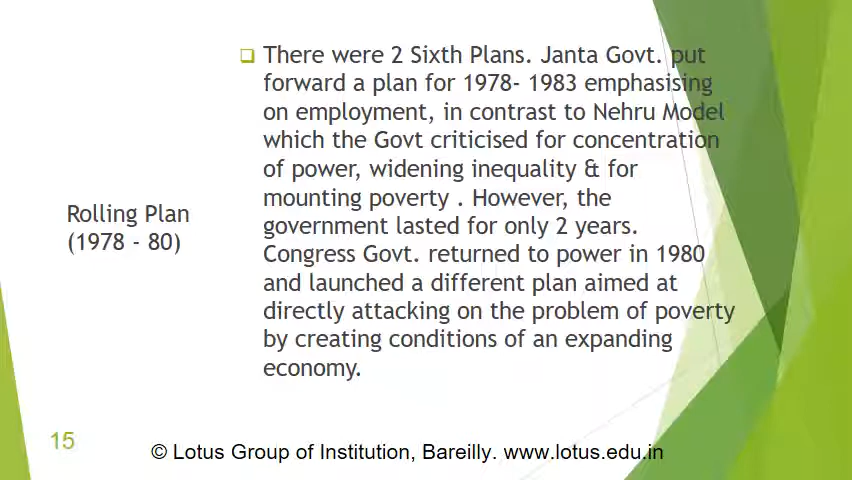 There were 2 Sixth Plans. Janta Govt. put
forward a plan for 1978- 1983 emphasising
on employment, in contrast to Nehru Model
which the Govt criticised for concentration
of power, widening inequality & for
mounting poverty . However, the
government lasted for only 2 years.
Congress Govt. returned to power in 1980
and launched a different plan aimed at
directly attacking on the problem of poverty
by creating conditions of an expanding
economy.
Rolling Plan
(1978 - 80)
15
© Lotus Group of Institution, Bareilly. www.lotus.edu.in